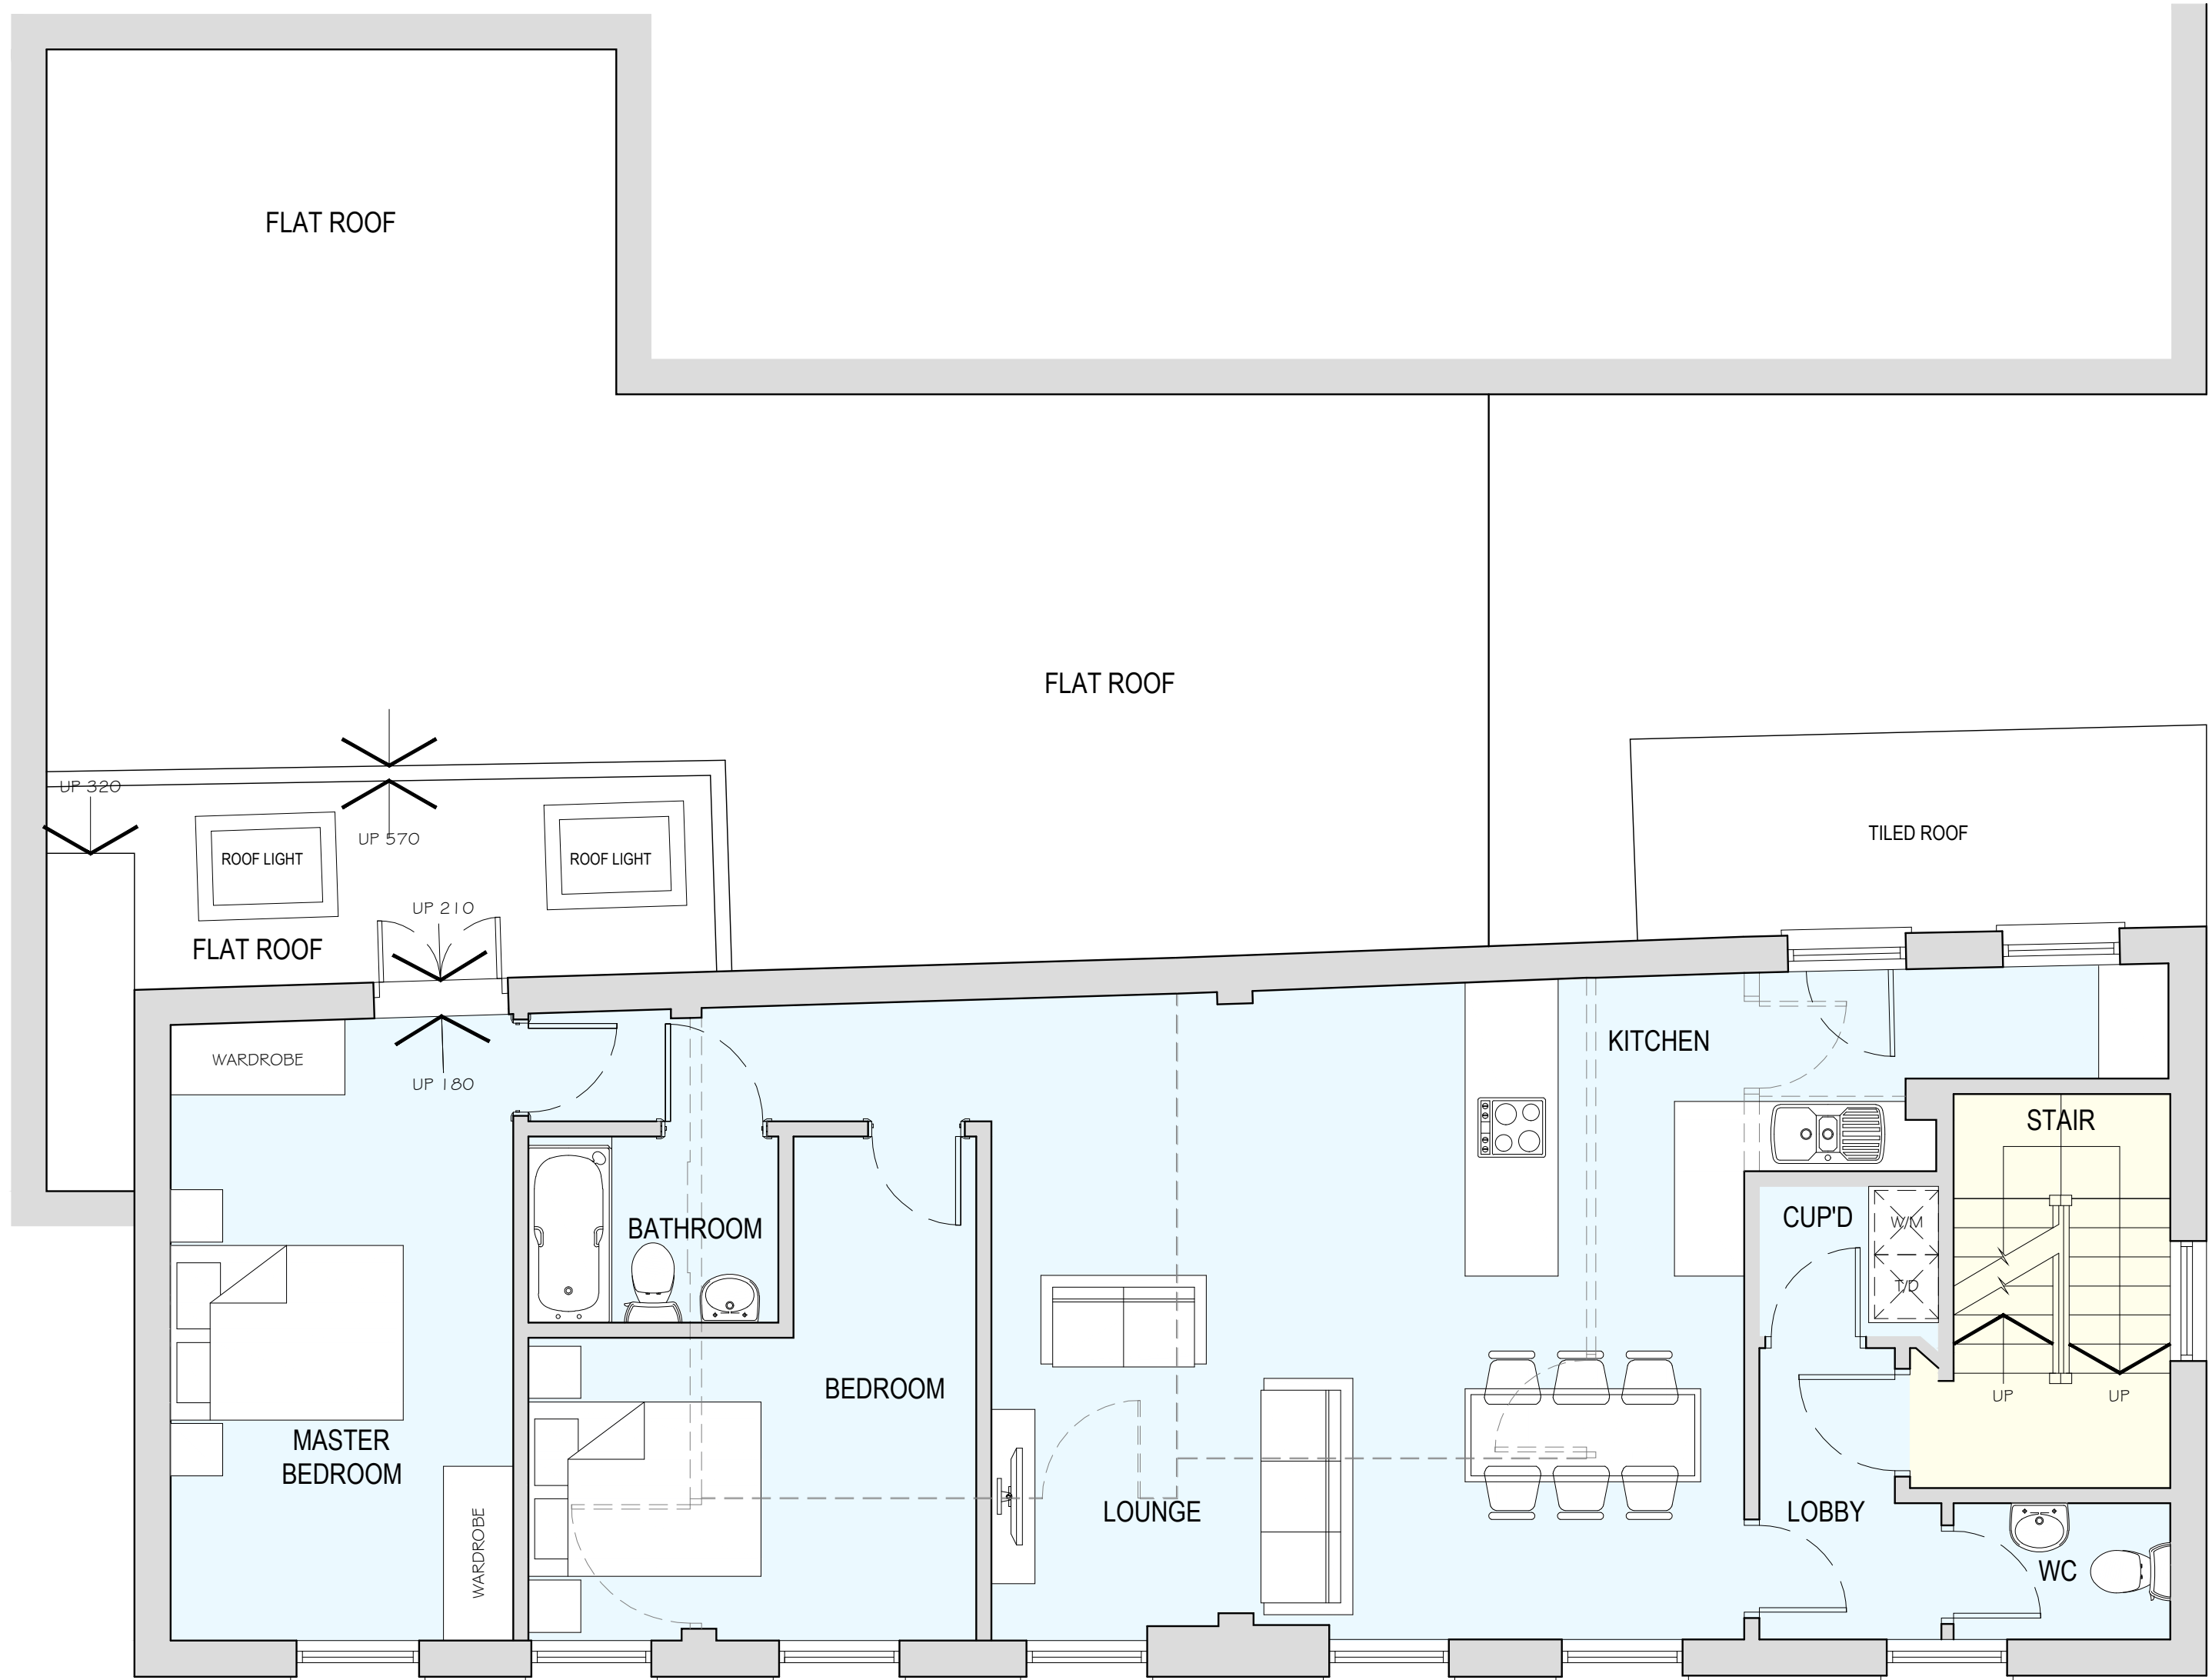 FLAT ROOF
FLAT ROOF
UP 320
UP 570
ROOF LIGHT
ROOF LIGHT
TILED ROOF
UP 210
FLAT ROOF
WARDROBE
UP 180
KITCHEN
STAIR
BATHROOM
CUP'D
W/M
T/D
BEDROOM
UP
UP
MASTER
BEDROOM
WARDROBE
LOUNGE
LOBBY
WC